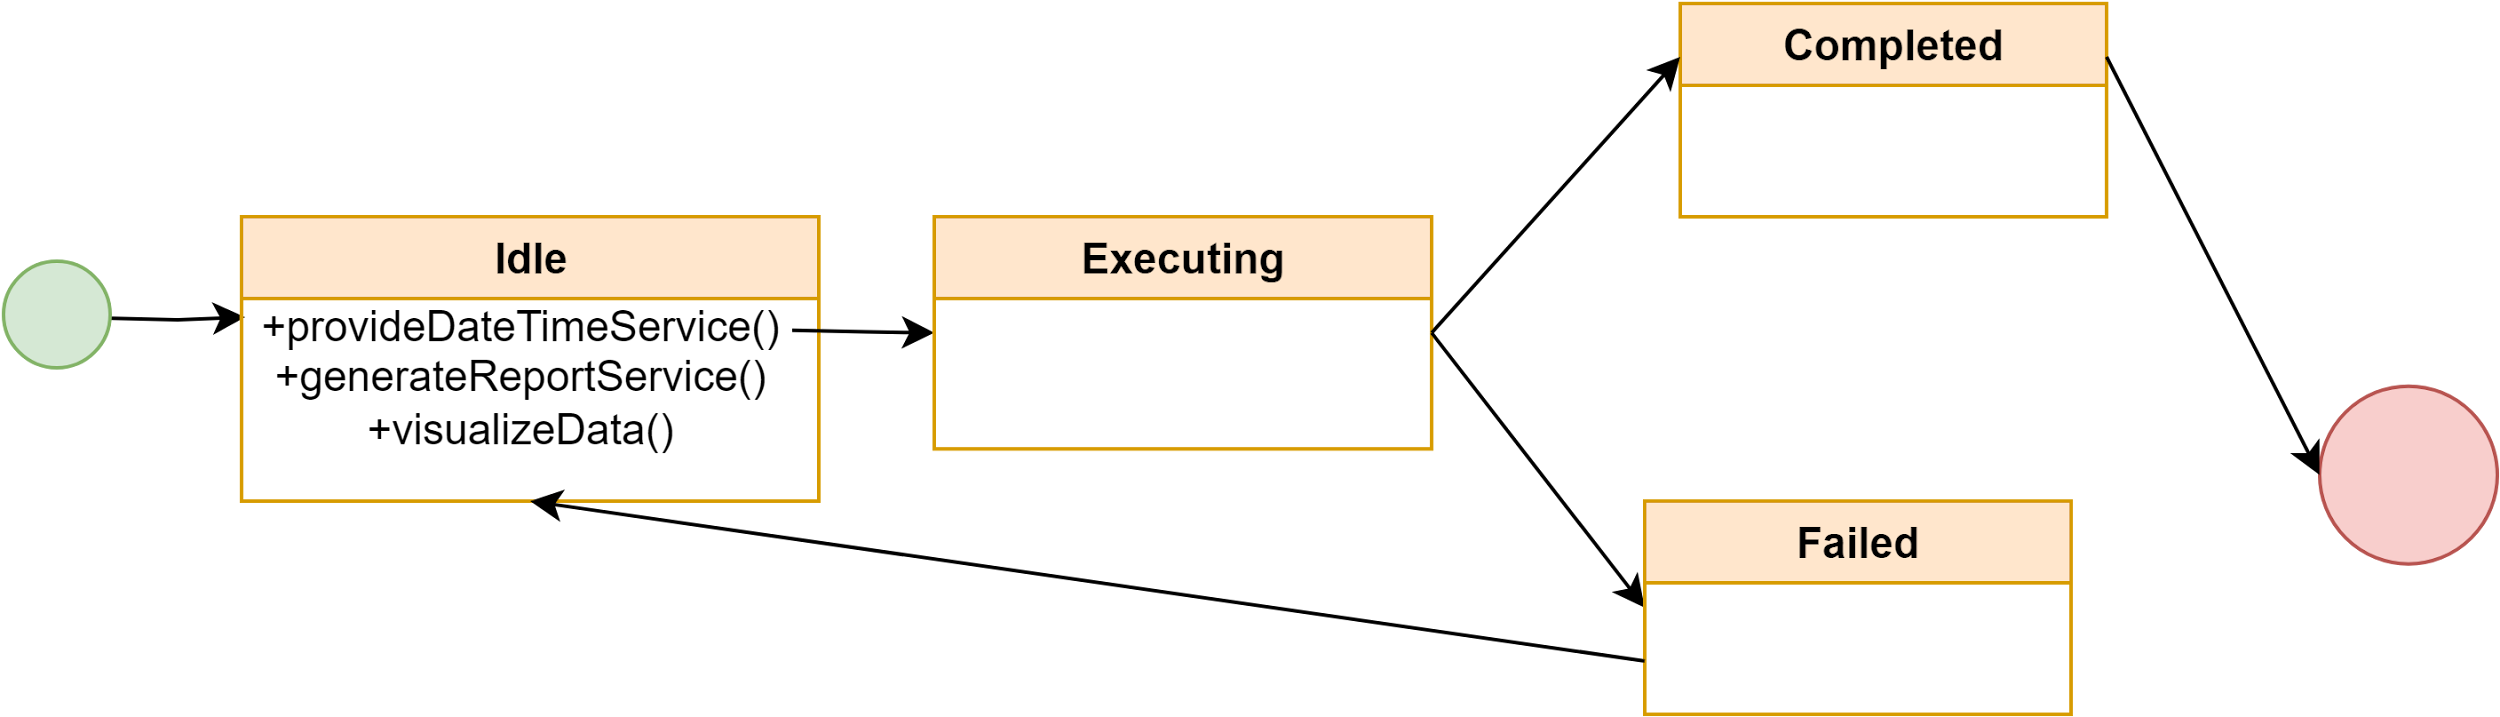 Completed
Idle
Executing
+provideDateTimeService()
+generateReportService()
+visualizeData()
Failed